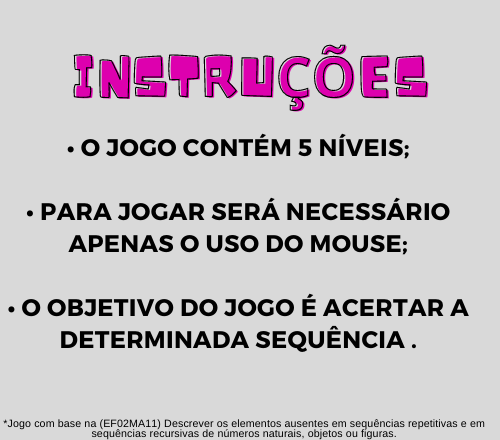 INSTRUÇÕES
• O JOGO CONTÉM 5 NÍVEIS;
• PARA JOGAR SERÁ NECESSÁRIO
APENAS O USO DO MOUSE;
• O OBJETIVO DO JOGO É ACERTAR A
DETERMINADA SEQUÊNCIA .
*Jogo com base na (EF02MA11) Descrever os elementos ausentes em sequências repetitivas e em
sequências recursivas de números naturais, objetos ou figuras.